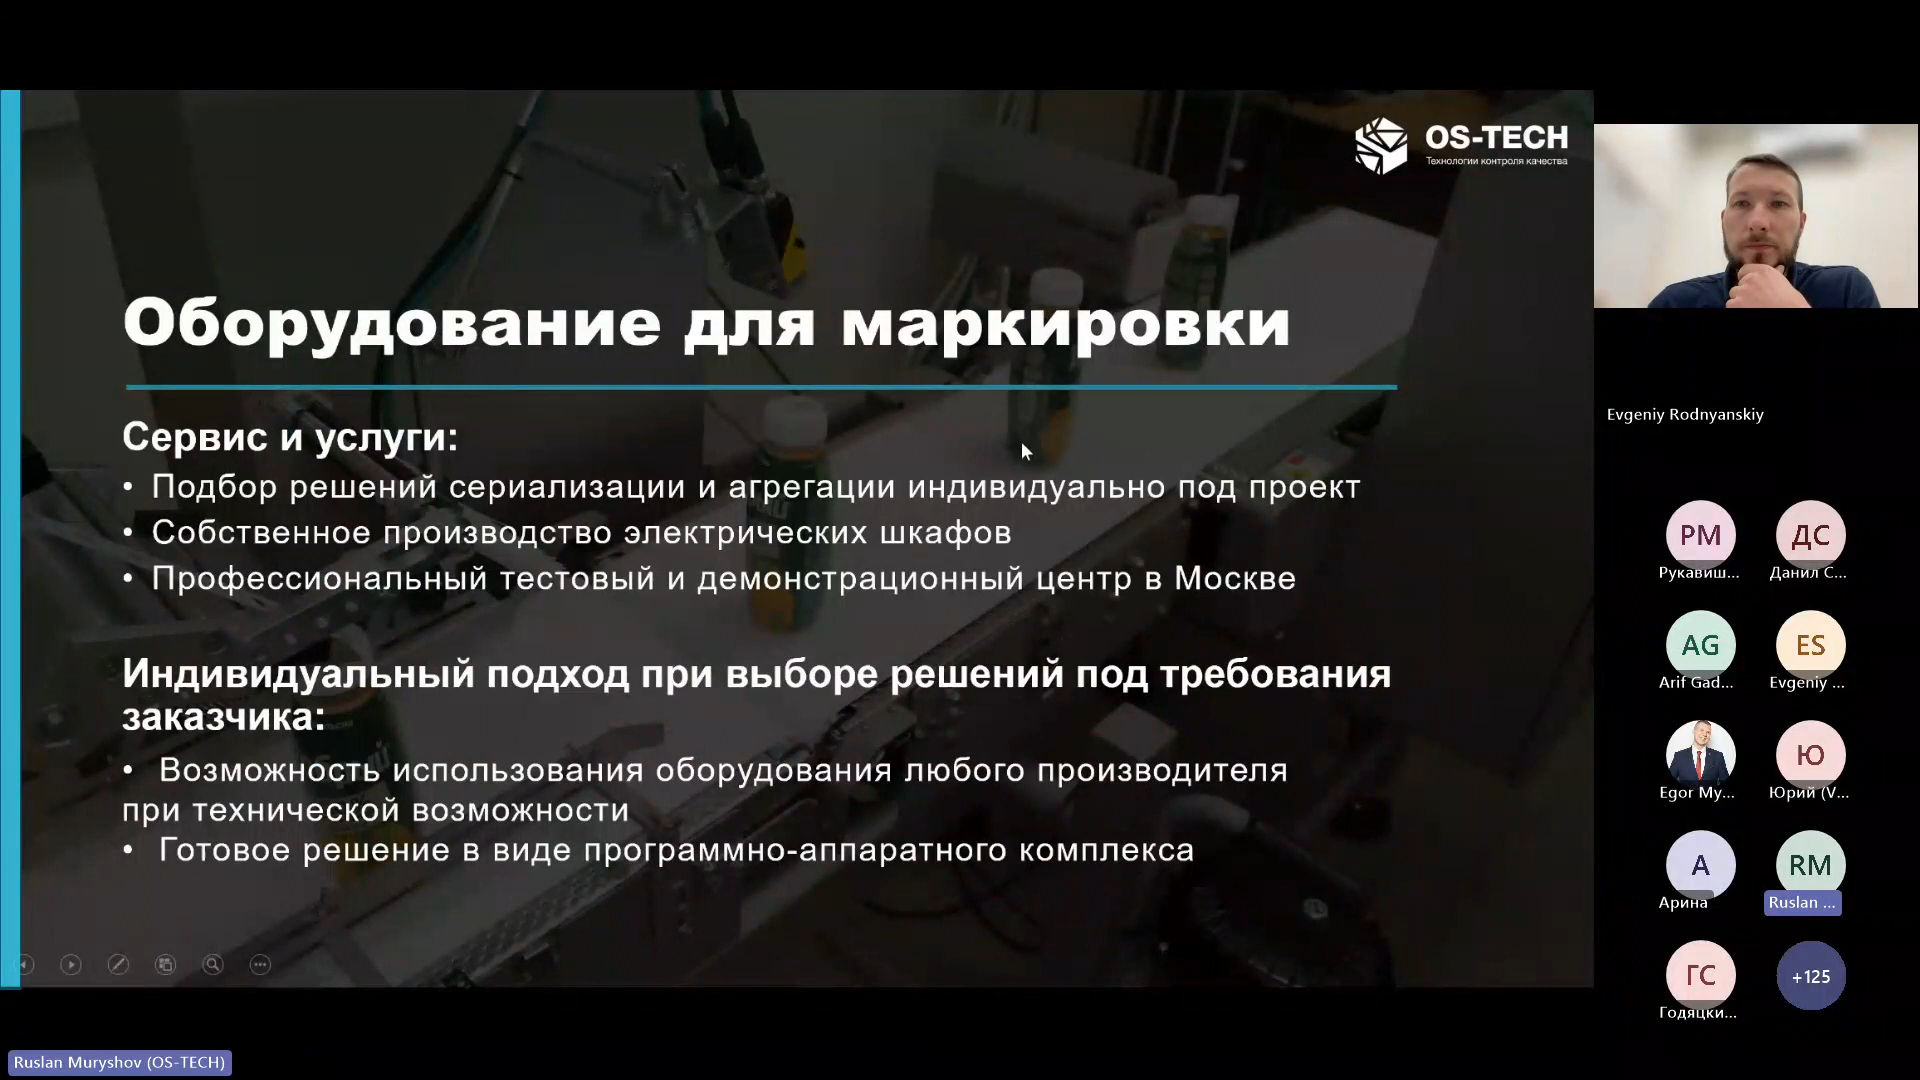 OS-TECH
Технологии контроля качества
Оборудование для маркировки
Сервис и услуги:
• Подбор решений сериализации и агрегации индивидуально под проект
• Собственное производство электрических шкафов
• Профессиональный тестовый и демонстрационный центр в Москве
Индивидуальный подход при выборе решений под требования
заказчика:
• Возможность использования оборудования любого производителя
при технической возможности
• Готовое решение в виде программно-аппаратного комплекса
Ruslan Muryshov (OS-TECH)
Evgeniy Rodnyanskiy
РМ ДС
Рукавиш... Данил С...
AG ES
Arif Gad... Evgeniy ...
Ю
Egor My... Юрий (V...
А RM
Арина Ruslan ...
ГС +125
Годяцки...